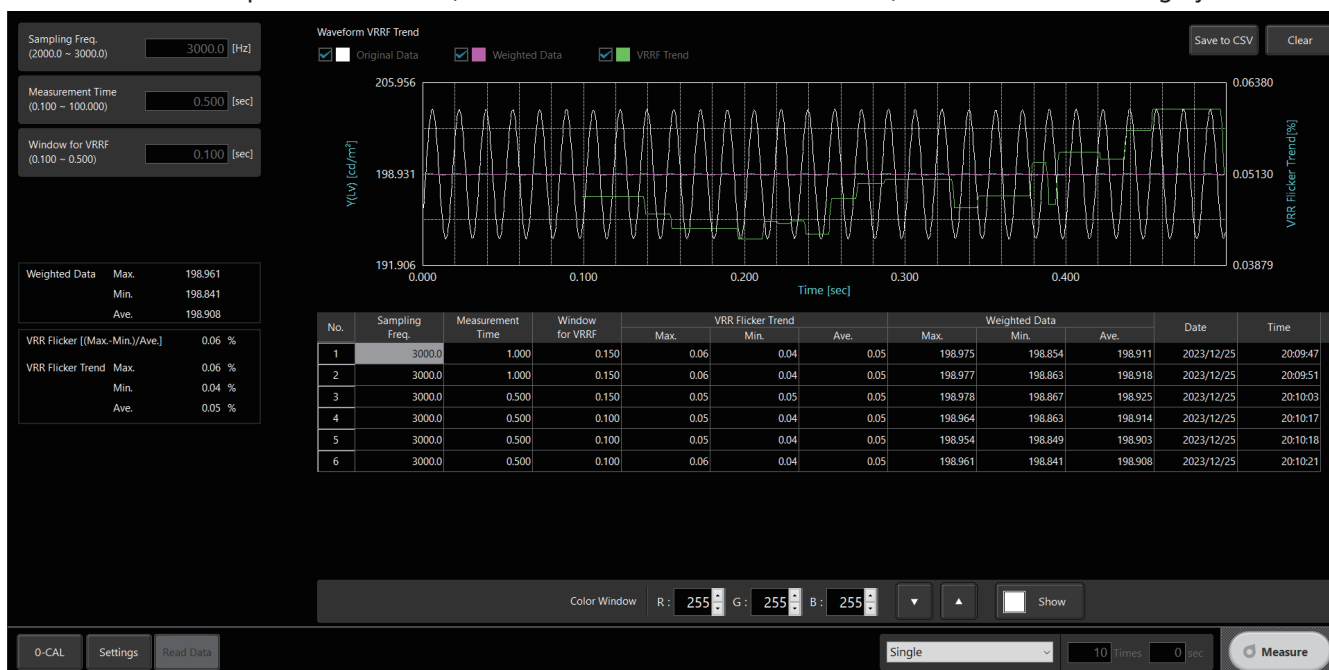 Sampling Freq.
(2000.0 ~ 3000.0)
3000.0 [Hz]
Measurement Time
(0.100 ~ 100.000)
0.500 [sec]
Window for VRRF
(0.100 ~ 0.500)
0.100 [sec]
Weighted Data Max. 198.961
Min. 198.841
Ave. 198.908
VRR Flicker [(Max.-Min.)/Ave.] 0.06 %
VRR Flicker Trend Max. 0.06 %
Min. 0.04 %
Ave. 0.05 %
Waveform VRRF Trend
Original Data Weighted Data VRRF Trend
Save to CSV Clear
205.956 0.06380
198.931 0.05130
191.906 0.03879
Y(Lv) [cd/m²]
VRR Flicker Trend[%]
0.000 0.100 0.200 0.300 0.400
Time [sec]
No. Sampling Freq. Measurement Time Window for VRRF VRR Flicker Trend Weighted Data Date Time
Max. Min. Ave. Max. Min. Ave.
1 3000.0 1.000 0.150 0.06 0.04 0.05 198.975 198.854 198.911 2023/12/25 20:09:47
2 3000.0 1.000 0.150 0.06 0.04 0.05 198.977 198.863 198.918 2023/12/25 20:09:51
3 3000.0 0.500 0.150 0.05 0.04 0.05 198.978 198.867 198.925 2023/12/25 20:10:03
4 3000.0 0.500 0.100 0.05 0.04 0.05 198.964 198.863 198.914 2023/12/25 20:10:17
5 3000.0 0.500 0.100 0.05 0.04 0.05 198.954 198.849 198.903 2023/12/25 20:10:18
6 3000.0 0.500 0.100 0.06 0.04 0.05 198.961 198.841 198.908 2023/12/25 20:10:21
Color Window R : 255 G : 255 B : 255 ▼ ▲ Show
0-CAL Settings Read Data Single 10 Times 0 sec Measure